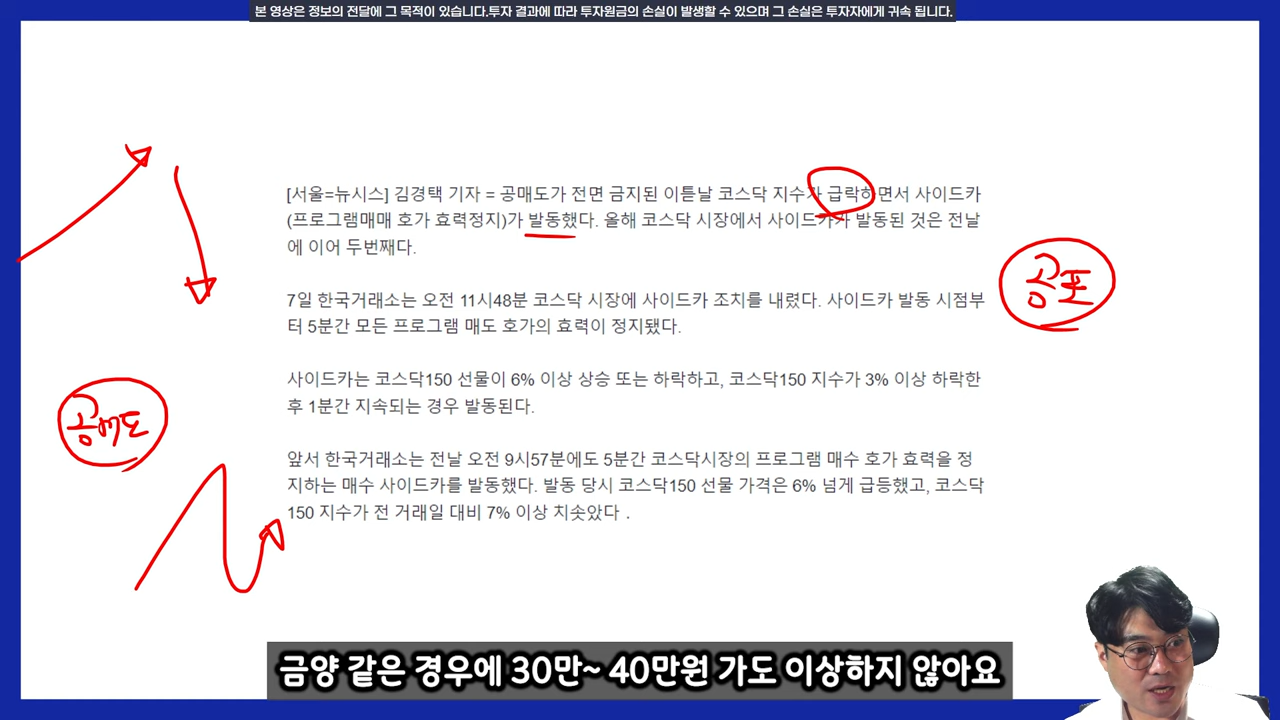 본 영상은 정보의 전달에 그 목적이 있습니다.투자 결과에 따라 투자원금의 손실이 발생할 수 있으며 그 손실은 투자자에게 귀속 됩니다.
[서울=뉴시스] 김경택 기자 = 공매도가 전면 금지된 이튿날 코스닥 지수가 급락하면서 사이드카
(프로그램매매 호가 효력정지)가 발동했다. 올해 코스닥 시장에서 사이드카가 발동된 것은 전날
에 이어 두번째다.
7일 한국거래소는 오전 11시48분 코스닥 시장에 사이드카 조치를 내렸다. 사이드카 발동 시점부
터 5분간 모든 프로그램 매도 호가의 효력이 정지됐다.
사이드카는 코스닥150 선물이 6% 이상 상승 또는 하락하고, 코스닥150 지수가 3% 이상 하락한
후 1분간 지속되는 경우 발동된다.
앞서 한국거래소는 전날 오전 9시57분에도 5분간 코스닥시장의 프로그램 매수 호가 효력을 정
지하는 매수 사이드카를 발동했다. 발동 당시 코스닥150 선물 가격은 6% 넘게 급등했고, 코스닥
150 지수가 전 거래일 대비 7% 이상 치솟았다 .
공포
공매도
금양 같은 경우에 30만~ 40만원 가도 이상하지 않아요